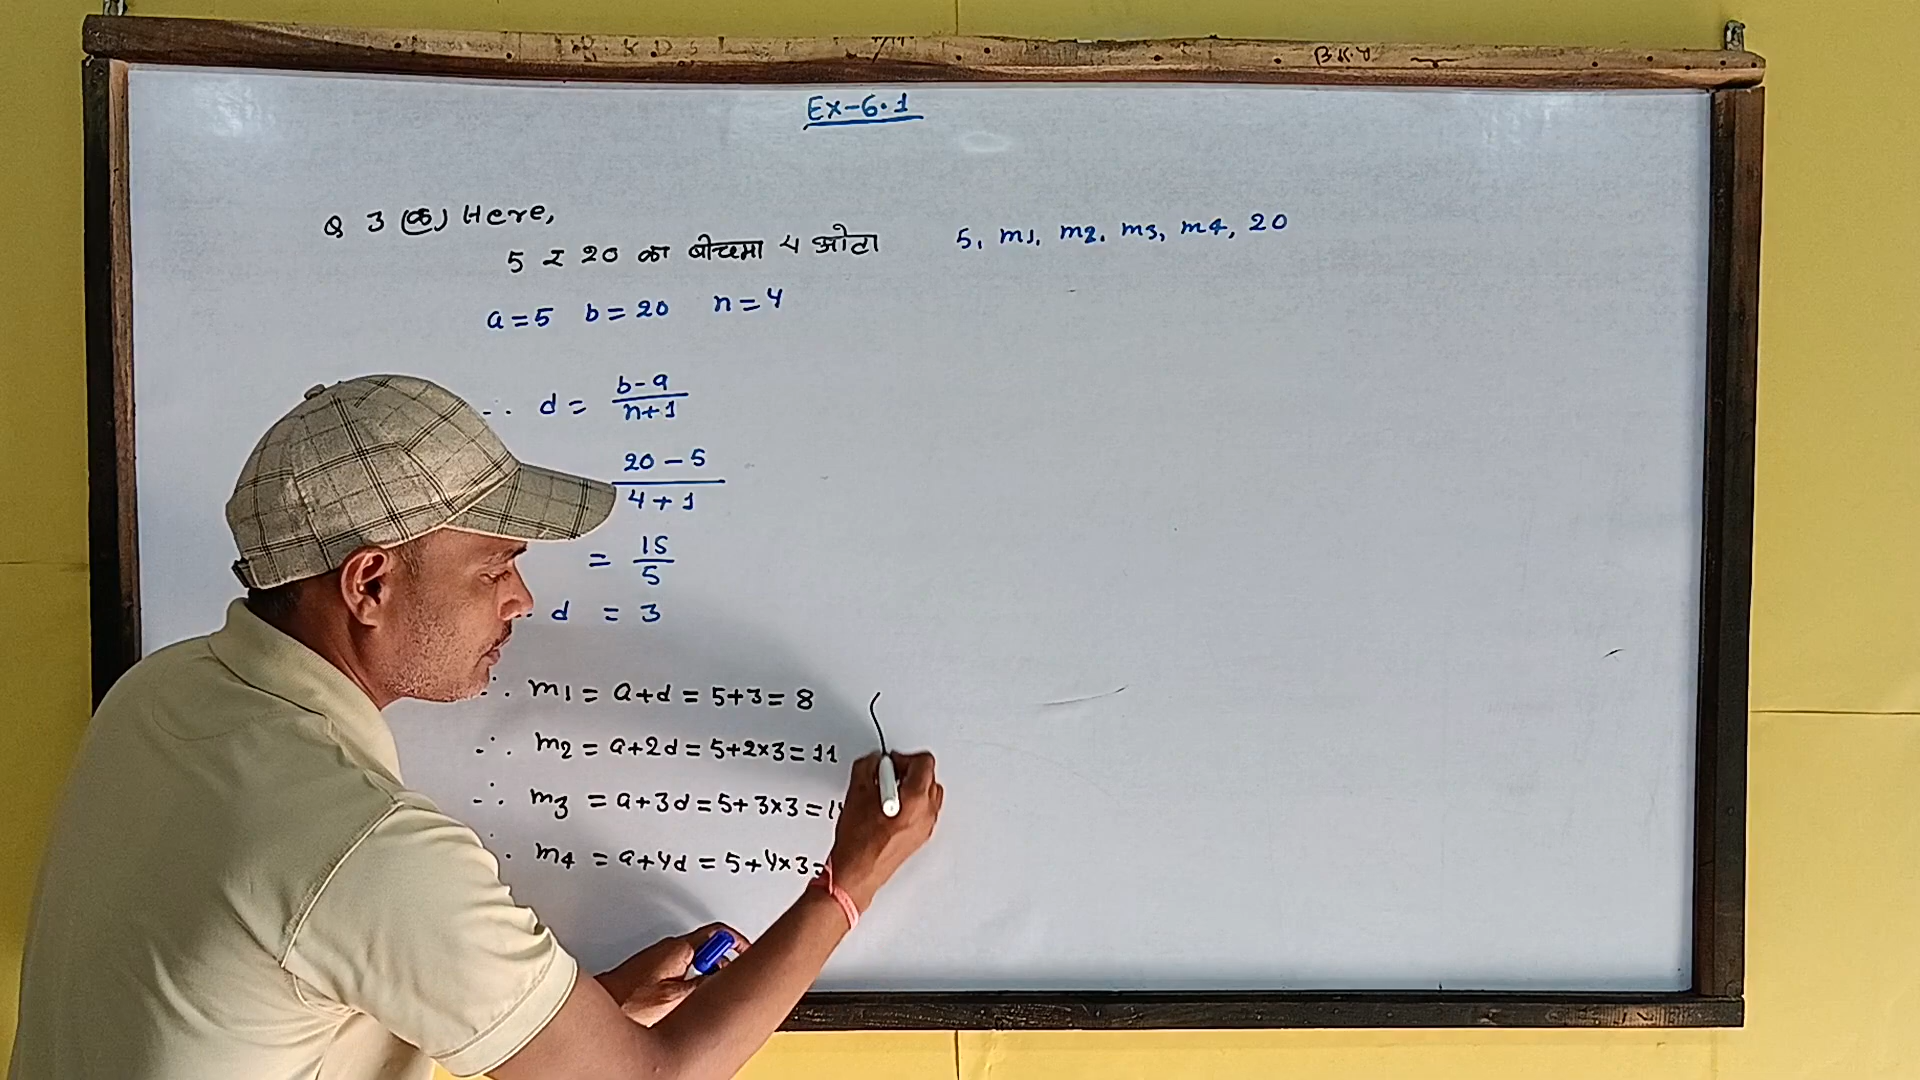 B.K.Y
Ex-6.1
Q 3 (क) Here,
5 र 20 का बीचमा ५ ओटा
5, m1, m2, m3, m4, 20
a=5 b=20 n=4
∴ d = b-a / n+1
20-5 / 4+1
= 15 / 5
d = 3
∴ m1 = a+d = 5+3 = 8
∴ m2 = a+2d = 5+2×3 = 11
∴ m3 = a+3d = 5+3×3 =
∴ m4 = a+4d = 5+4×3 =